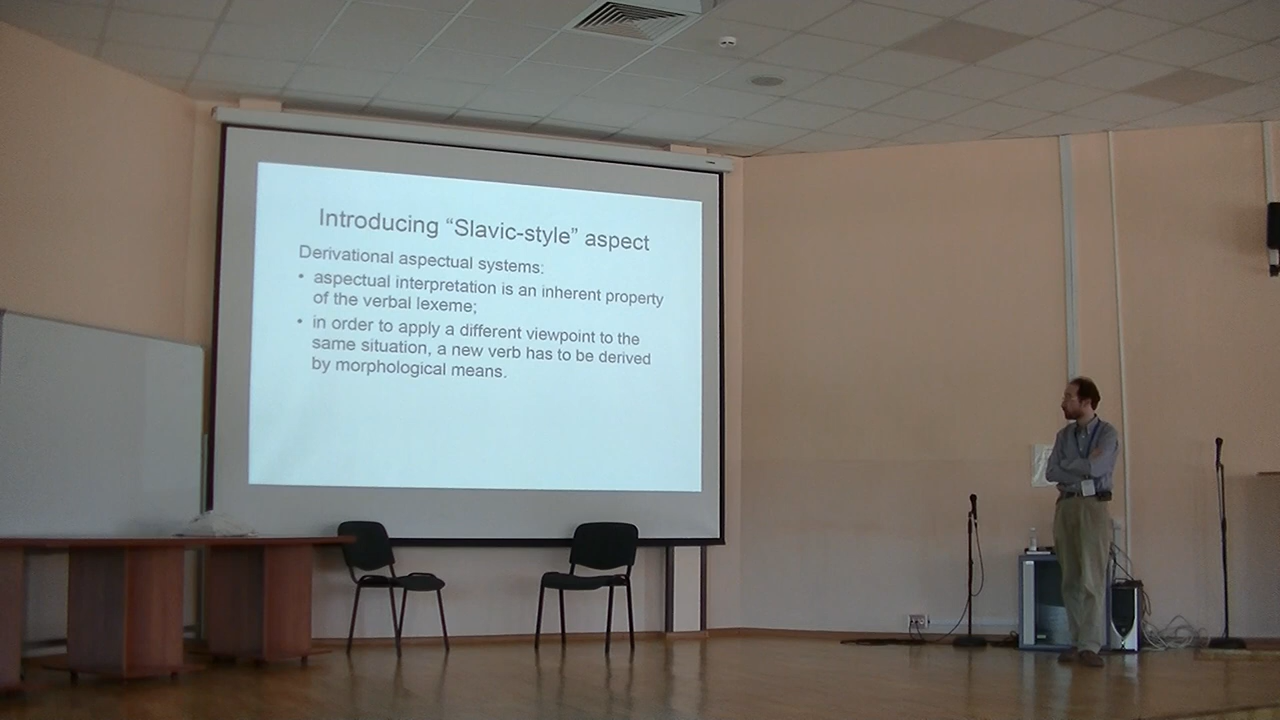 Introducing “Slavic-style” aspect
Derivational aspectual systems:
• aspectual interpretation is an inherent property
of the verbal lexeme;
• in order to apply a different viewpoint to the
same situation, a new verb has to be derived
by morphological means.